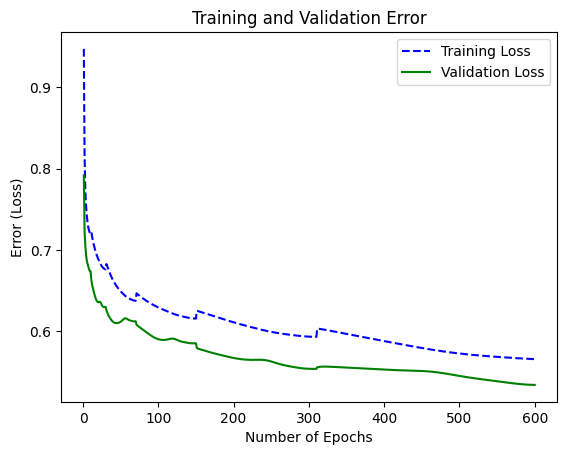 Training and Validation Error
Training Loss
Validation Loss
Error (Loss)
0.9
0.8
0.7
0.6
0
100
200
300
400
500
600
Number of Epochs